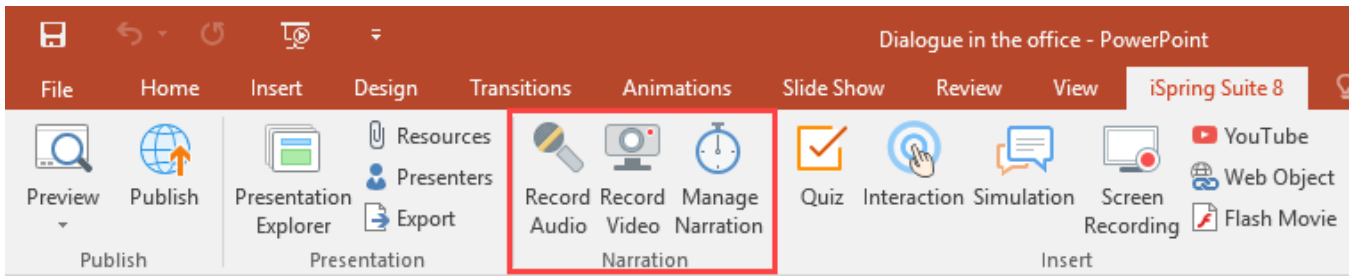 Dialogue in the office - PowerPoint
File Home Insert Design Transitions Animations Slide Show Review View iSpring Suite 8
Preview
Publish
Publish
Presentation
Explorer
Resources
Presenters
Export
Presentation
Record
Audio
Record
Video
Manage
Narration
Narration
Quiz
Interaction
Simulation
Screen
Recording
YouTube
Web Object
Flash Movie
Insert